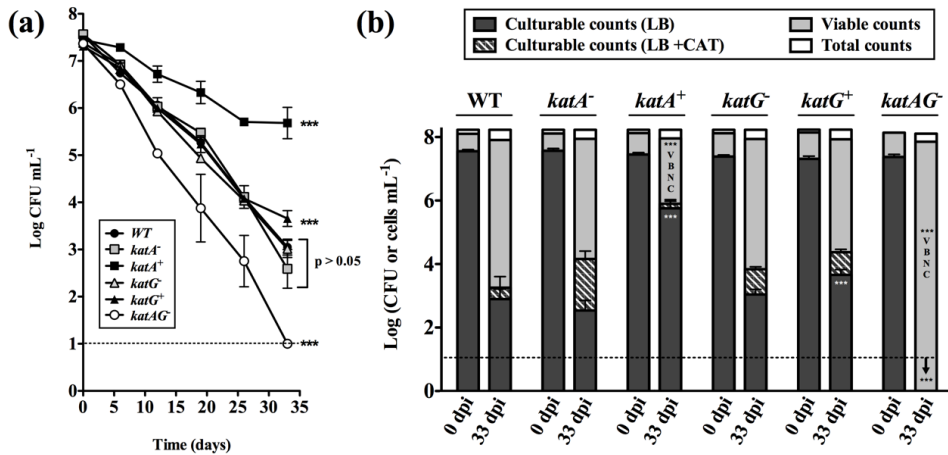 (a)
8
7
6
5
4
3
2
1
0
Log CFU mL⁻¹
WT
katA⁻
katA⁺
katG⁻
katG⁺
katAG⁻
***
***
p > 0.05
***
0 5 10 15 20 25 30 35
Time (days)
(b)
Culturable counts (LB)
Culturable counts (LB +CAT)
Viable counts
Total counts
WT katA⁻ katA⁺ katG⁻ katG⁺ katAG⁻
8
6
4
2
0
Log (CFU or cells mL⁻¹)
***
V
B
N
C
***
***
***
V
B
N
C
***
0 dpi 33 dpi 0 dpi 33 dpi 0 dpi 33 dpi 0 dpi 33 dpi 0 dpi 33 dpi 0 dpi 33 dpi